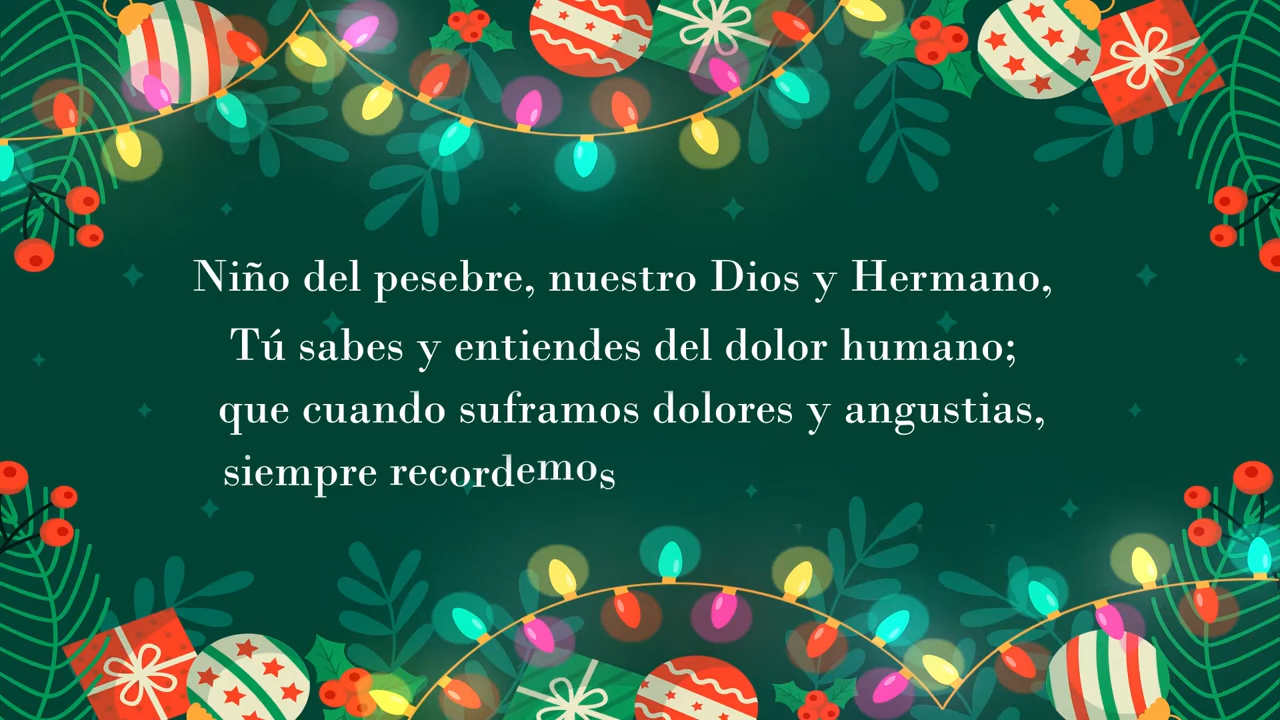 Niño del pesebre, nuestro Dios y Hermano,
Tú sabes y entiendes del dolor humano;
que cuando suframos dolores y angustias,
siempre recordemos